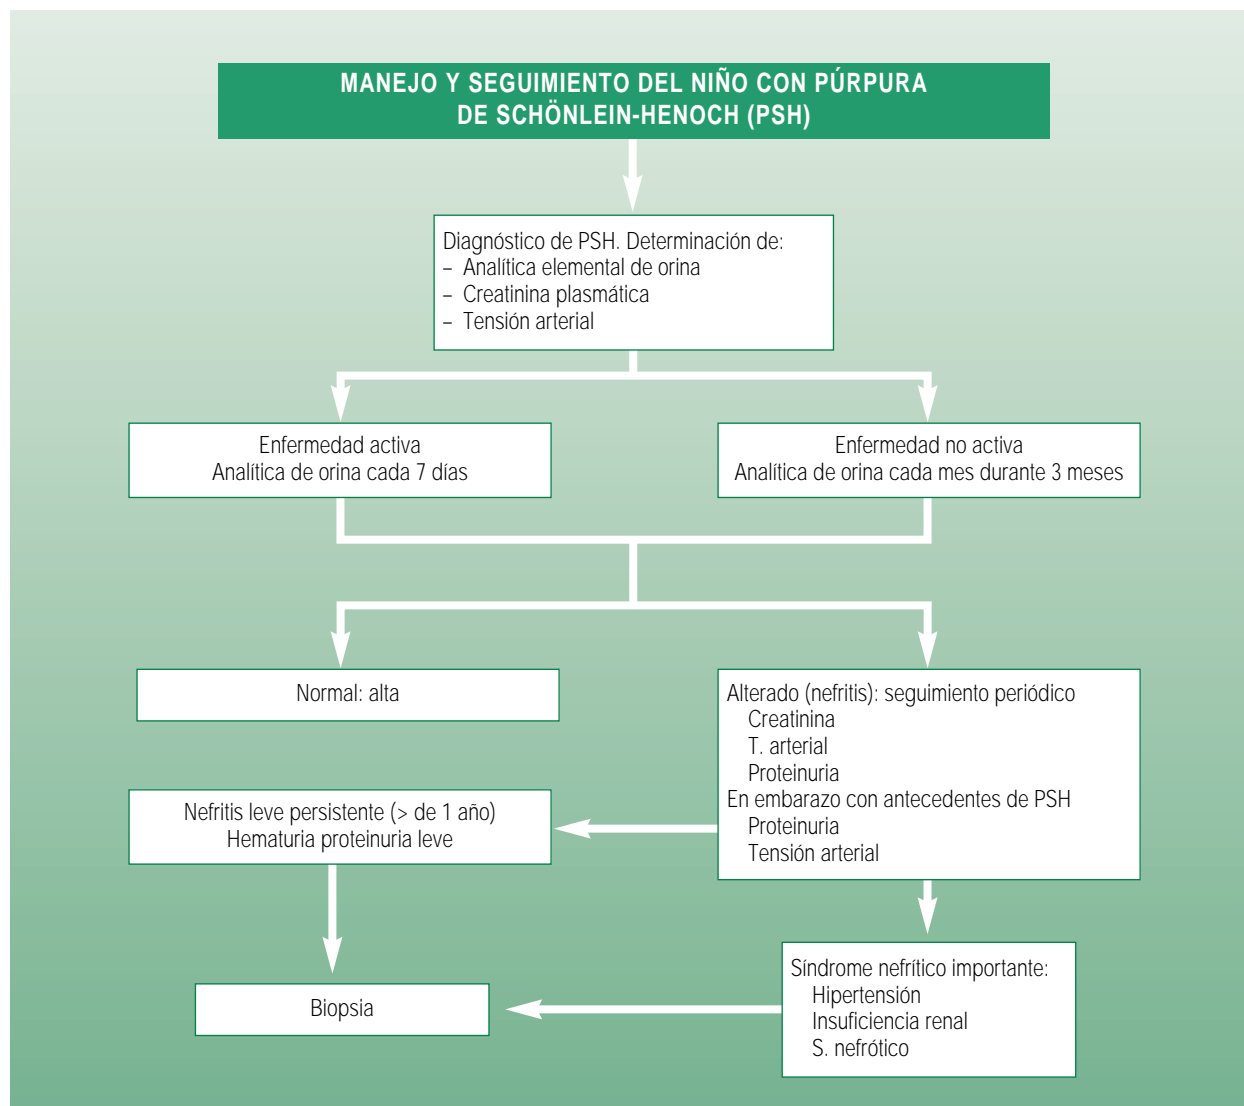 MANEJO Y SEGUIMIENTO DEL NIÑO CON PÚRPURA
DE SCHÖNLEIN-HENOCH (PSH)
Diagnóstico de PSH. Determinación de:
– Analítica elemental de orina
– Creatinina plasmática
– Tensión arterial
Enfermedad activa
Analítica de orina cada 7 días
Enfermedad no activa
Analítica de orina cada mes durante 3 meses
Normal: alta
Alterado (nefritis): seguimiento periódico
Creatinina
T. arterial
Proteinuria
En embarazo con antecedentes de PSH
Proteinuria
Tensión arterial
Nefritis leve persistente (> de 1 año)
Hematuria proteinuria leve
Síndrome nefrítico importante:
Hipertensión
Insuficiencia renal
S. nefrótico
Biopsia